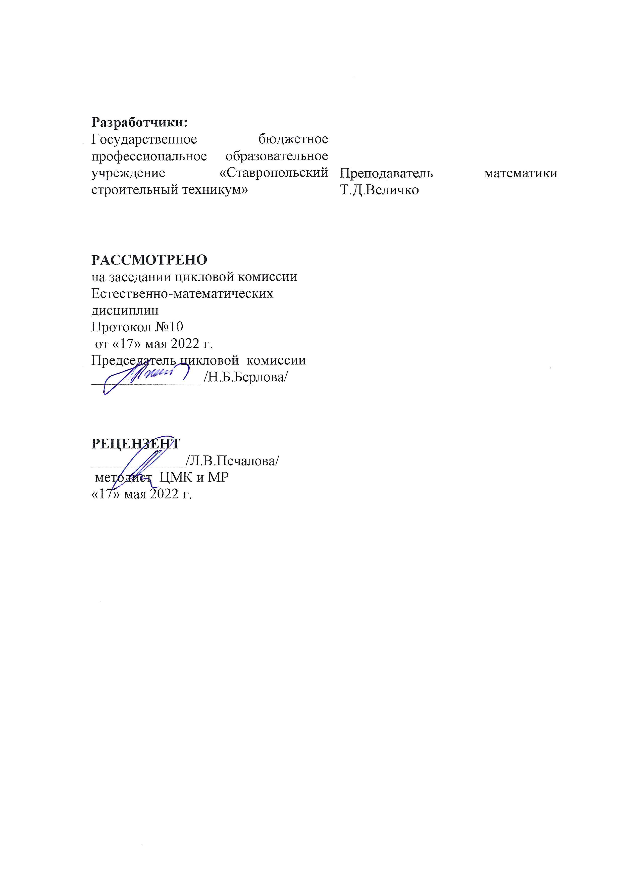 Разработчики:
Государственное бюджетное
профессиональное образовательное
учреждение «Ставропольский
строительный техникум»
Преподаватель математики
Т.Д.Величко
РАССМОТРЕНО
на заседании цикловой комиссии
Естественно-математических
дисциплин
Протокол №10
от «17» мая 2022 г.
Председатель цикловой комиссии
/Н.Б.Берлова/
РЕЦЕНЗЕНТ
/Л.В.Печалова/
методист ЦМК и МР
«17» мая 2022 г.